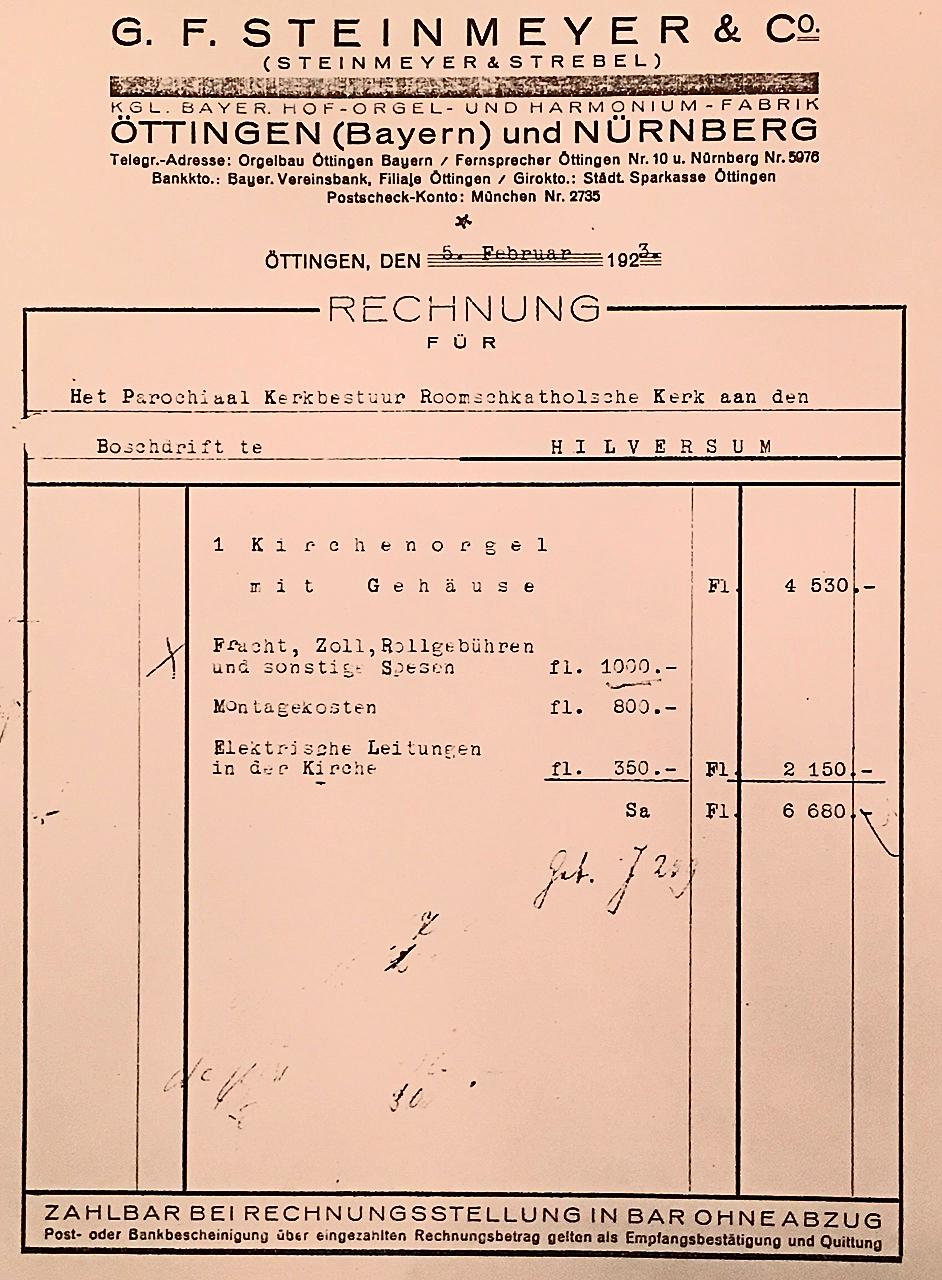 G. F. STEINMEYER & Co.
(STEINMEYER & STREBEL)
KGL. BAYER. HOF-ORGEL- UND HARMONIUM-FABRIK
ÖTTINGEN (Bayern) und NÜRNBERG
Telegr.-Adresse: Orgelbau Öttingen Bayern / Fernsprecher Öttingen Nr. 10 u. Nürnberg Nr. 5976
Bankkto.: Bayer. Vereinsbank, Filiale Öttingen / Girokto.: Städt. Sparkasse Öttingen
Postscheck-Konto: München Nr. 2735
ÖTTINGEN, DEN 5. Februar 1923.
RECHNUNG
FÜR
Het Parochiaal Kerkbestuur Roomschkatholsche Kerk aan den
Boschdrift te HILVERSUM
1 Kirchenorgel
mit Gehäuse Fl. 4 530.-
Fracht, Zoll, Rollgebühren
und sonstige Spesen fl. 1000.-
Montagekosten fl. 800.-
Elektrische Leitungen
in der Kirche fl. 350.- Fl. 2 150.-
Sa Fl. 6 680.-
ZAHLBAR BEI RECHNUNGSSTELLUNG IN BAR OHNE ABZUG
Post- oder Bankbescheinigung über eingezahlten Rechnungsbetrag gelten als Empfangsbestätigung und Quittung